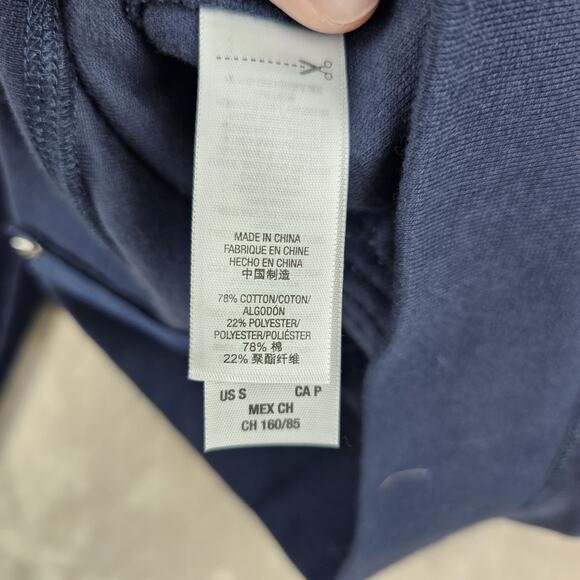 MADE IN CHINA
FABRIQUE EN CHINE
HECHO EN CHINA
中国制造
78% COTTON/COTON/
ALGODÓN
22% POLYESTER/
POLYESTER/POLIÉSTER
78% 棉
22% 聚酯纤维
US S CA P
MEX CH
CH 160/85